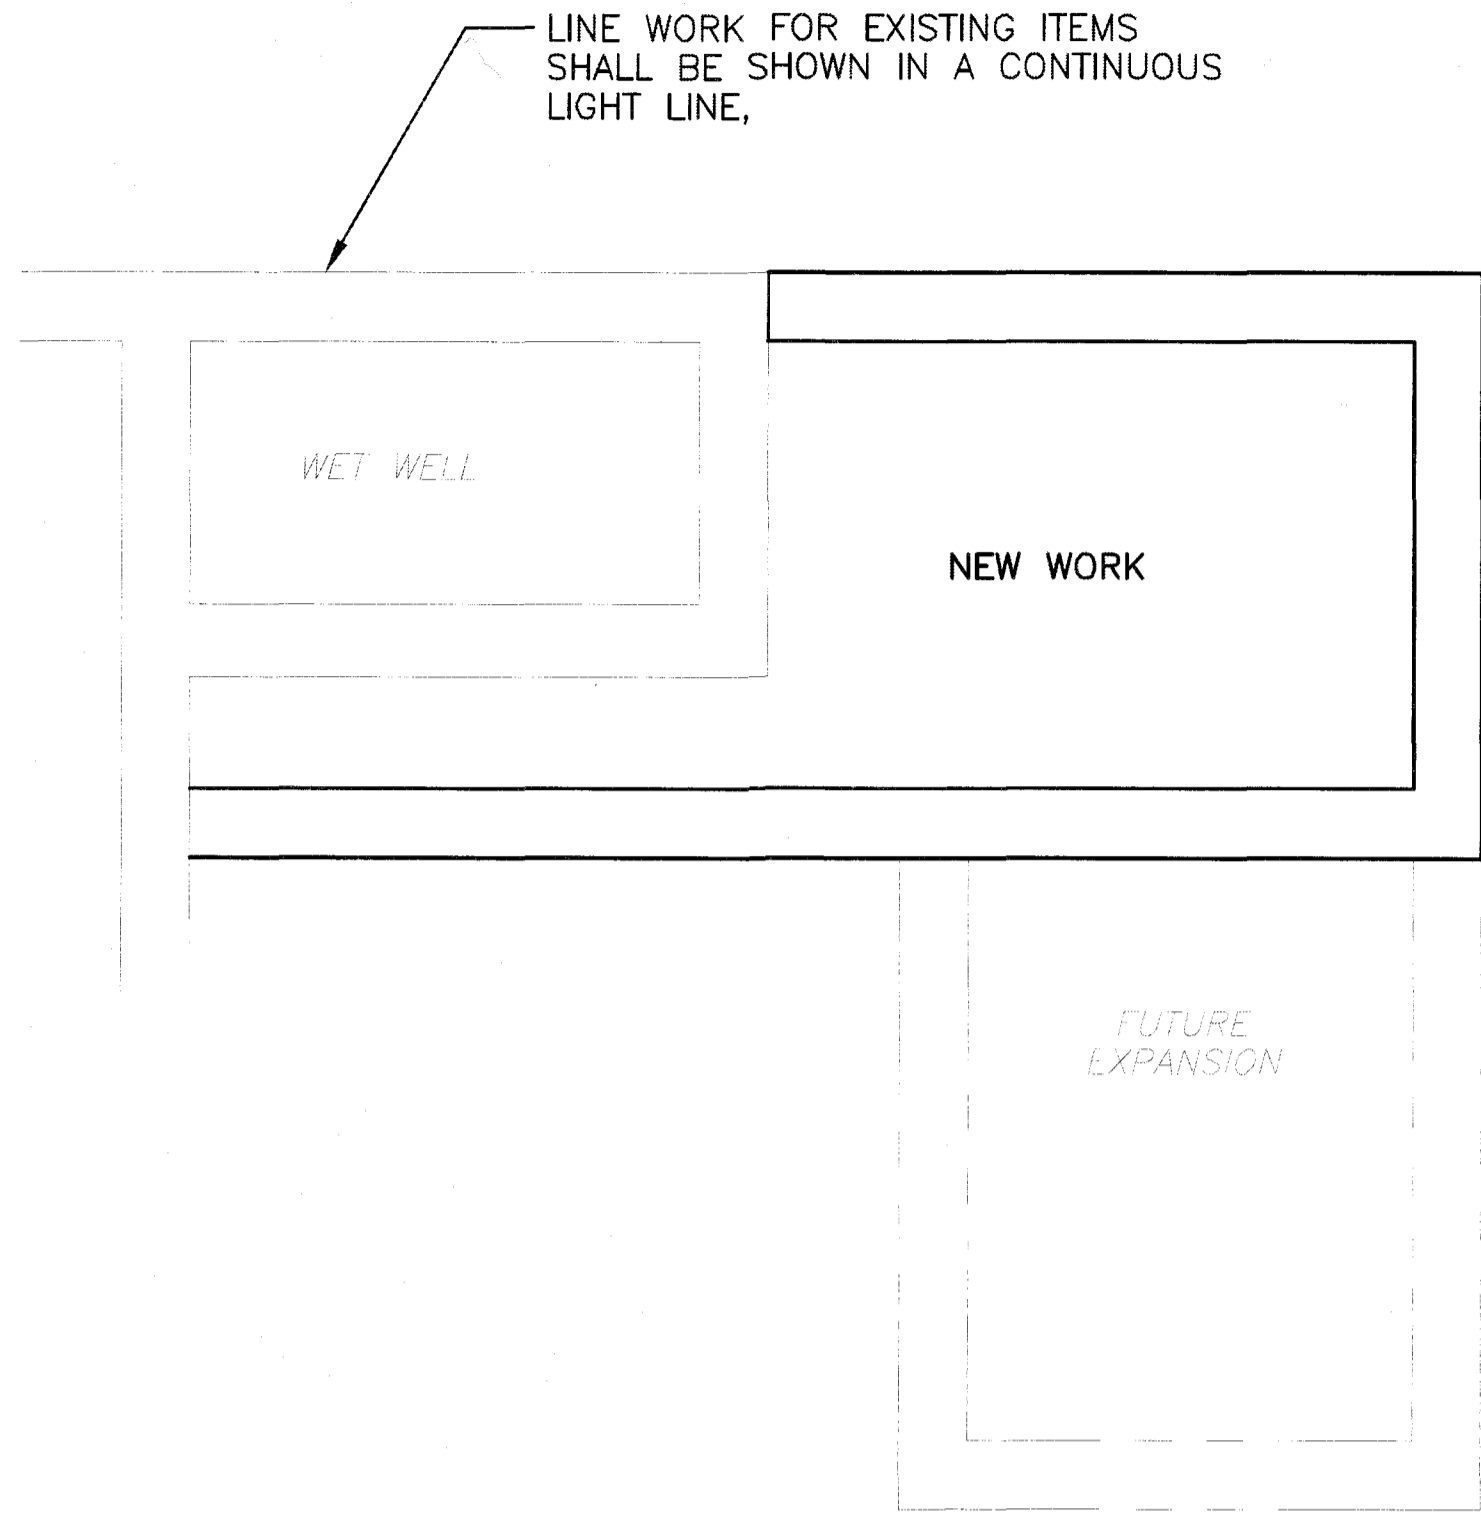 LINE WORK FOR EXISTING ITEMS
SHALL BE SHOWN IN A CONTINUOUS
LIGHT LINE,
WET WELL
NEW WORK
FUTURE
EXPANSION